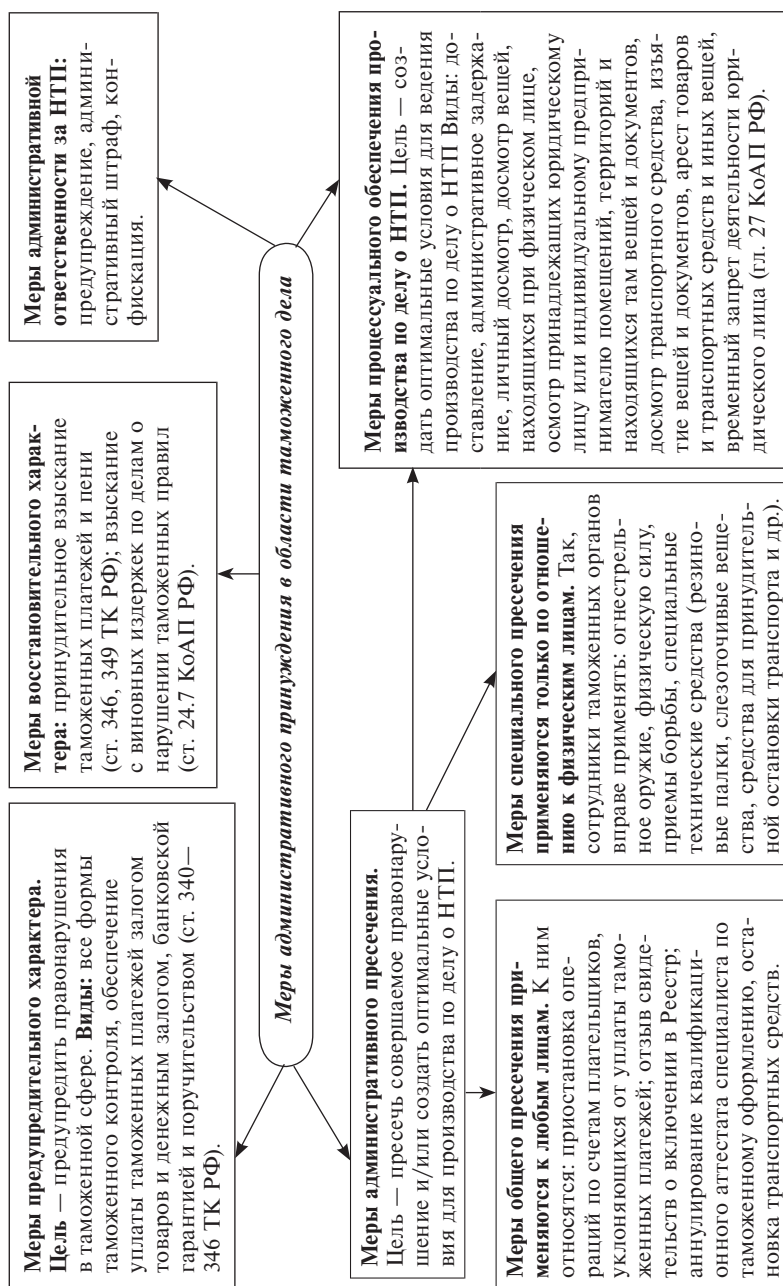 Меры предупредительного характера.
Цель — предупредить правонарушения
в таможенной сфере. Виды: все формы
таможенного контроля, обеспечение
уплаты таможенных платежей залогом
товаров и денежным залогом, банковской
гарантией и поручительством (ст. 340—
346 ТК РФ).
Меры восстановительного харак-
тера: принудительное взыскание
таможенных платежей и пени
(ст. 346, 349 ТК РФ); взыскание
с виновных издержек по делам о
нарушении таможенных правил
(ст. 24.7 КоАП РФ).
Меры административной
ответственности за НТП:
предупреждение, админи-
стративный штраф, кон-
фискация.
Меры административного принуждения в области таможенного дела
Меры административного пресечения.
Цель — пресечь совершаемое правонару-
шение и/или создать оптимальные усло-
вия для производства по делу о НТП.
Меры процессуального обеспечения про-
изводства по делу о НТП. Цель — соз-
дать оптимальные условия для ведения
производства по делу о НТП Виды: до-
ставление, административное задержа-
ние, личный досмотр, досмотр вещей,
находящихся при физическом лице,
осмотр принадлежащих юридическому
лицу или индивидуальному предпри-
нимателю помещений, территорий и
находящихся там вещей и документов,
досмотр транспортного средства, изъя-
тие вещей и документов, арест товаров
и транспортных средств и иных вещей,
временный запрет деятельности юри-
дического лица (гл. 27 КоАП РФ).
Меры общего пресечения при-
меняются к любым лицам. К ним
относятся: приостановка опе-
раций по счетам плательщиков,
уклоняющихся от уплаты тамо-
женных платежей; отзыв свиде-
тельств о включении в Реестр;
аннулирование квалификаци-
онного аттестата специалиста по
таможенному оформлению, оста-
новка транспортных средств.
Меры специального пресечения
применяются только по отноше-
нию к физическим лицам. Так,
сотрудники таможенных органов
вправе применять: огнестрель-
ное оружие, физическую силу,
приемы борьбы, специальные
технические средства (резино-
вые палки, слезоточивые веще-
ства, средства для принудитель-
ной остановки транспорта и др.).